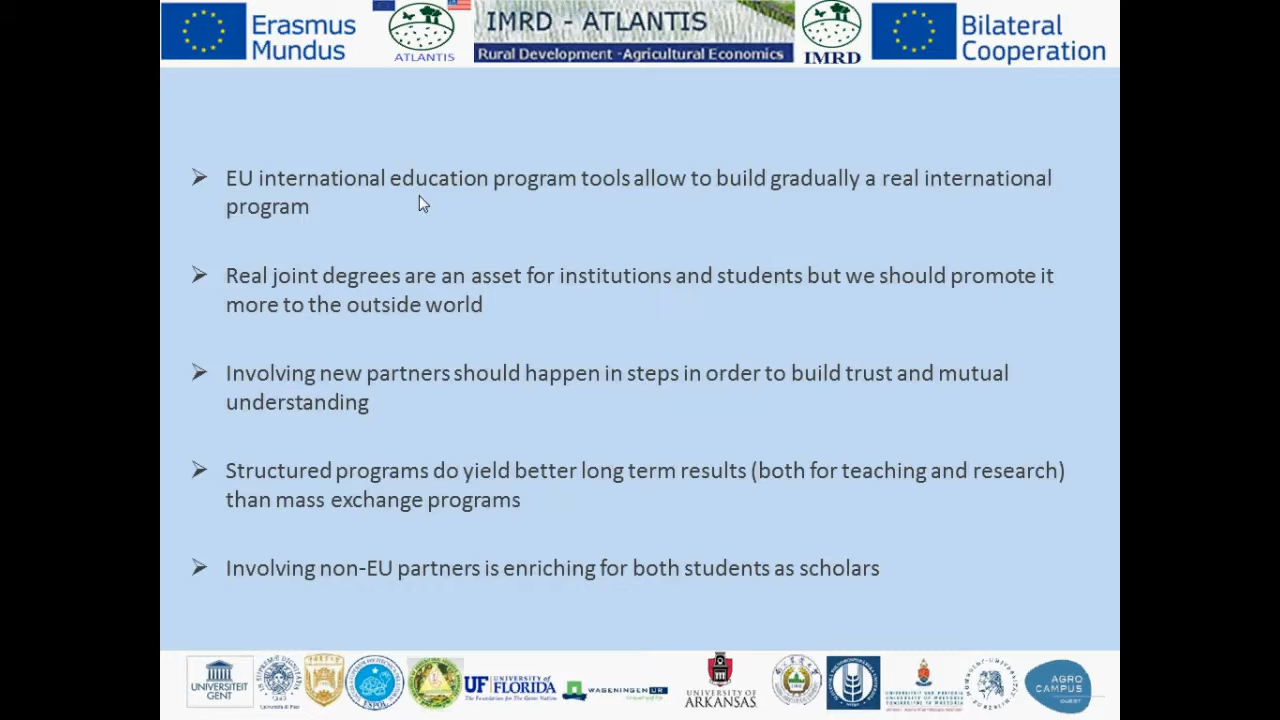 Erasmus Mundus
ATLANTIS
IMRD - ATLANTIS
Rural Development -Agricultural Economics
IMRD
Bilateral Cooperation
EU international education program tools allow to build gradually a real international
program
Real joint degrees are an asset for institutions and students but we should promote it
more to the outside world
Involving new partners should happen in steps in order to build trust and mutual
understanding
Structured programs do yield better long term results (both for teaching and research)
than mass exchange programs
Involving non-EU partners is enriching for both students as scholars
UNIVERSITEIT GENT
ESPOL
UF UNIVERSITY of FLORIDA
The Foundation for The Gator Nation
WAGENINGEN UR
UNIVERSITY OF ARKANSAS
AGRO CAMPUS OUEST